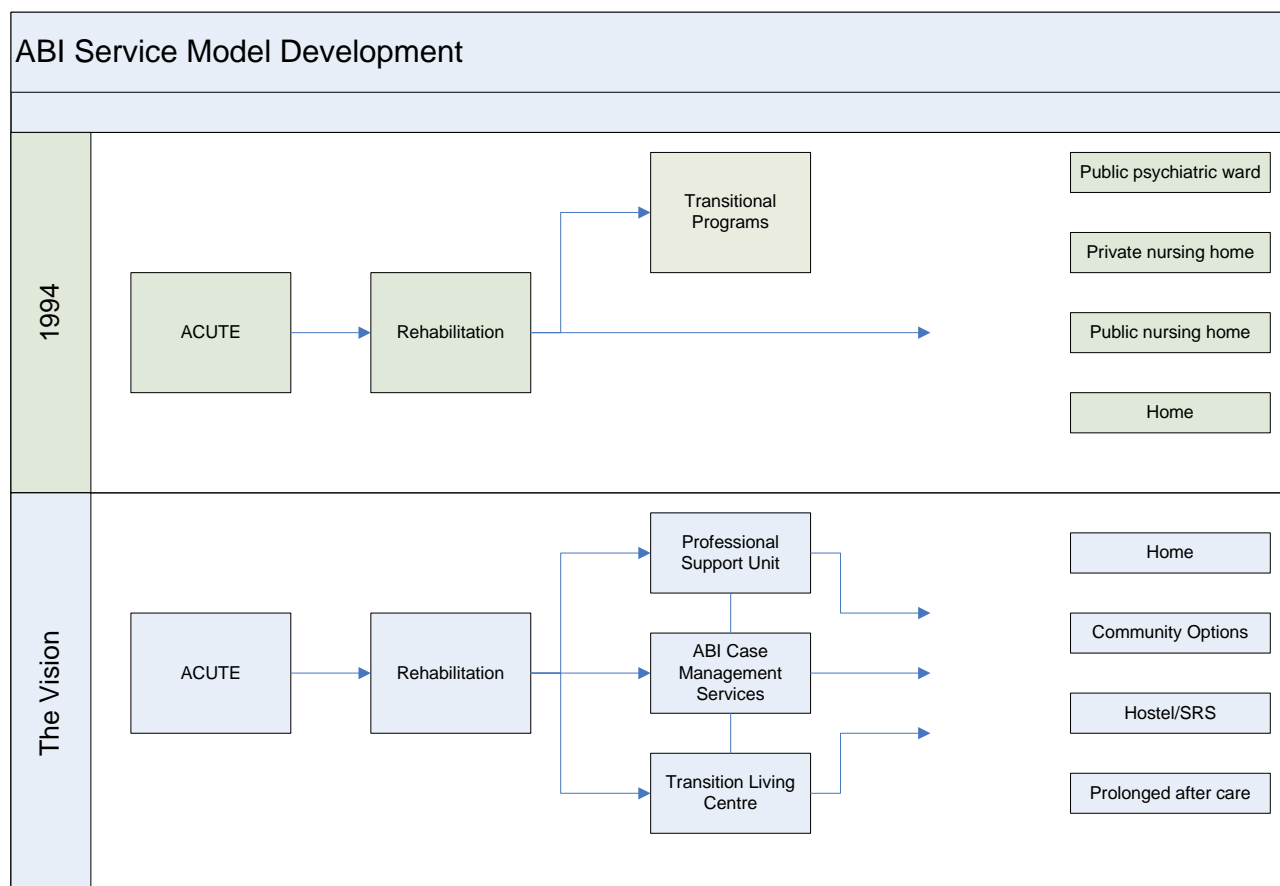 ABI Service Model Development
1994
ACUTE
Rehabilitation
Transitional
Programs
Public psychiatric ward
Private nursing home
Public nursing home
Home
The Vision
ACUTE
Rehabilitation
Professional
Support Unit
ABI Case
Management
Services
Transition Living
Centre
Home
Community Options
Hostel/SRS
Prolonged after care